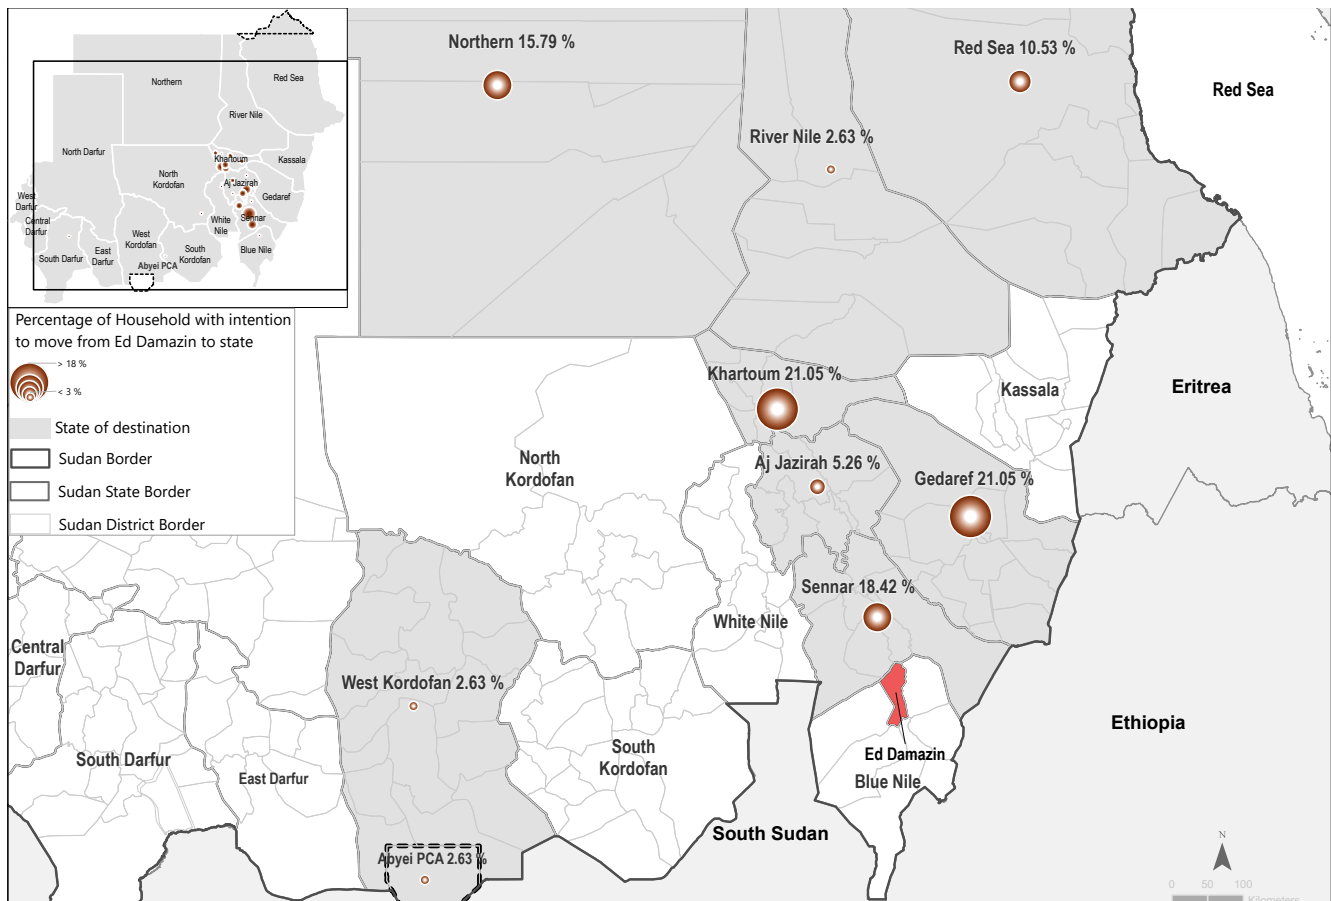 Northern
Red Sea
River Nile
North Darfur
Khartoum
Kassala
North
Kordofan
Aj Jazirah
Gedaref
West
Darfur
Central
Darfur
White
Nile
Sennar
West
Kordofan
South
Kordofan
Blue Nile
East
Darfur
South Darfur
Abyei PCA
Percentage of Household with intention
to move from Ed Damazin to state
> 18 %
< 3 %
State of destination
Sudan Border
Sudan State Border
Sudan District Border
Northern 15.79 %
Red Sea 10.53 %
Red Sea
River Nile 2.63 %
Khartoum 21.05 %
Kassala
Eritrea
North
Kordofan
Aj Jazirah 5.26 %
Gedaref 21.05 %
Sennar 18.42 %
White Nile
Central
Darfur
West Kordofan 2.63 %
Ethiopia
South Darfur
East Darfur
South
Kordofan
Ed Damazin
Blue Nile
South Sudan
Abyei PCA 2.63 %
N
0 50 100
Kilometers